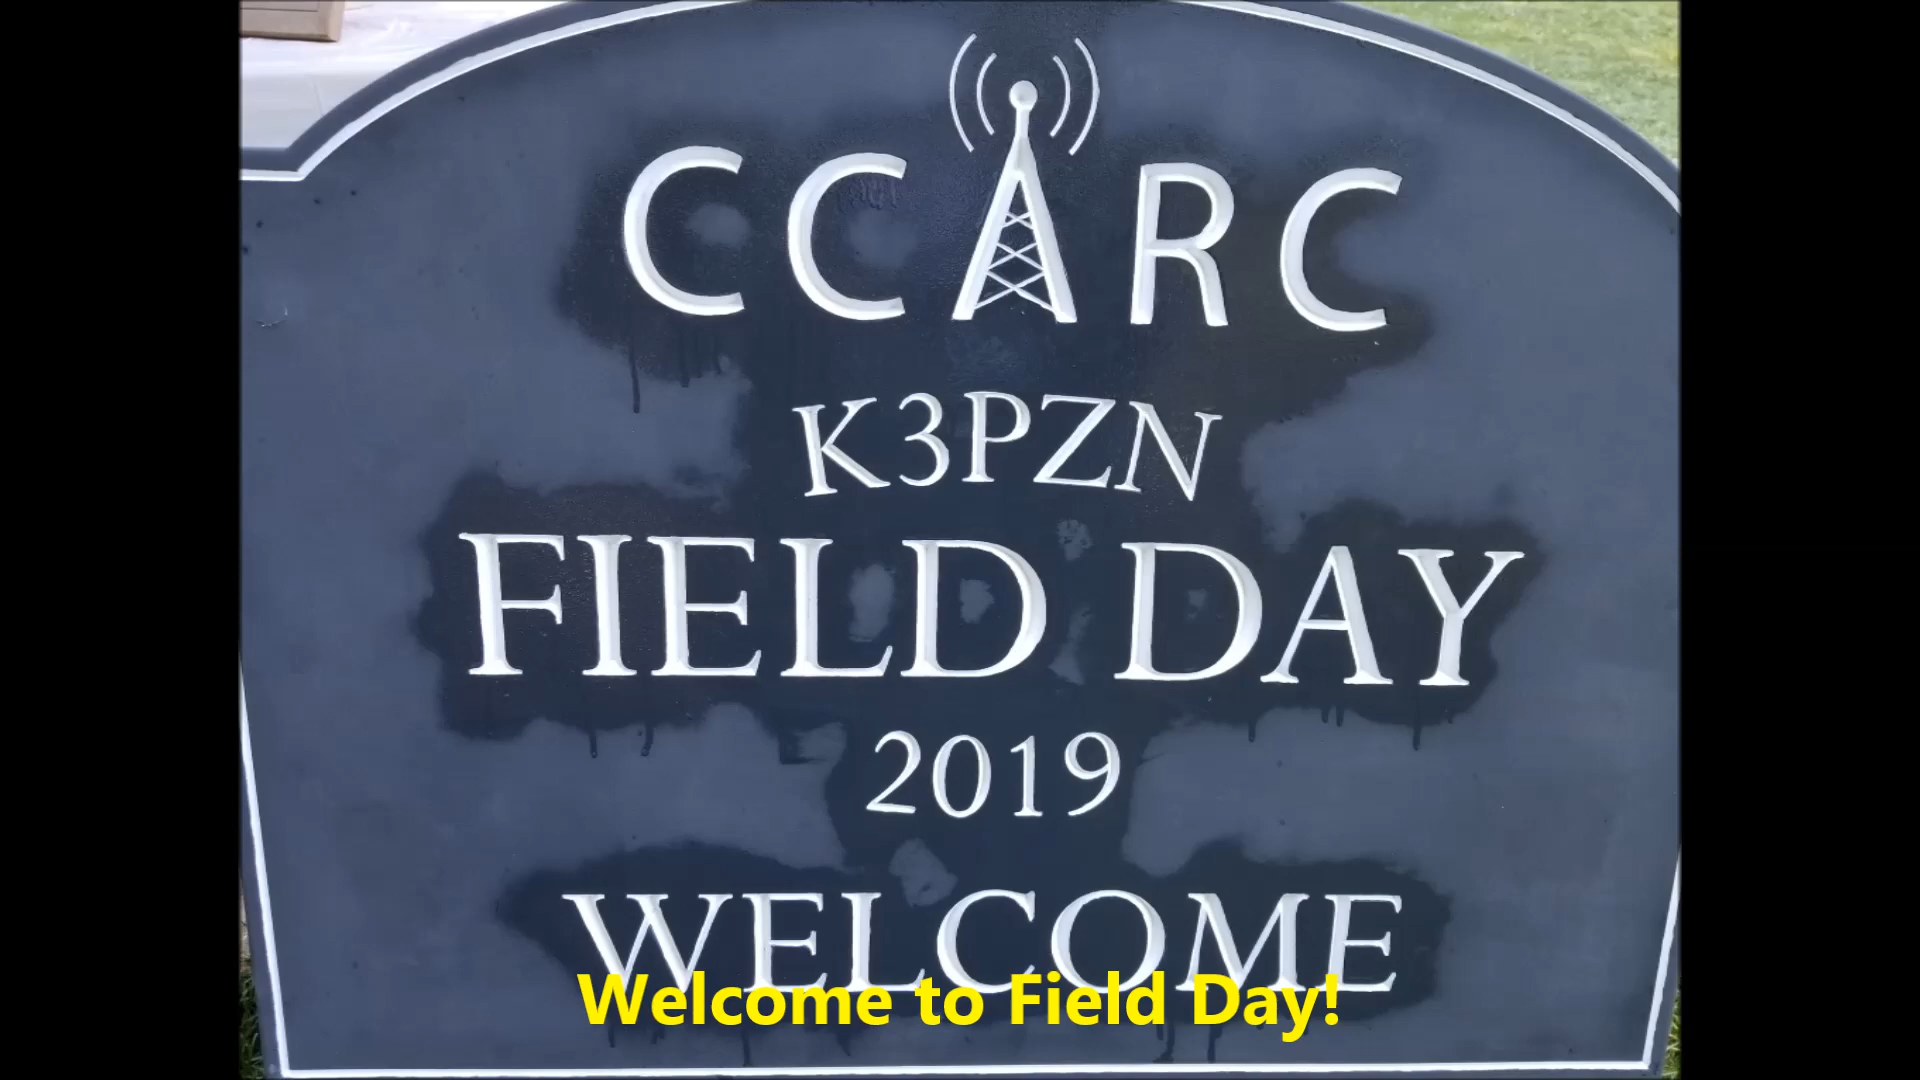 CCARC
K3PZN
FIELD DAY
2019
WELCOME
Welcome to Field Day!